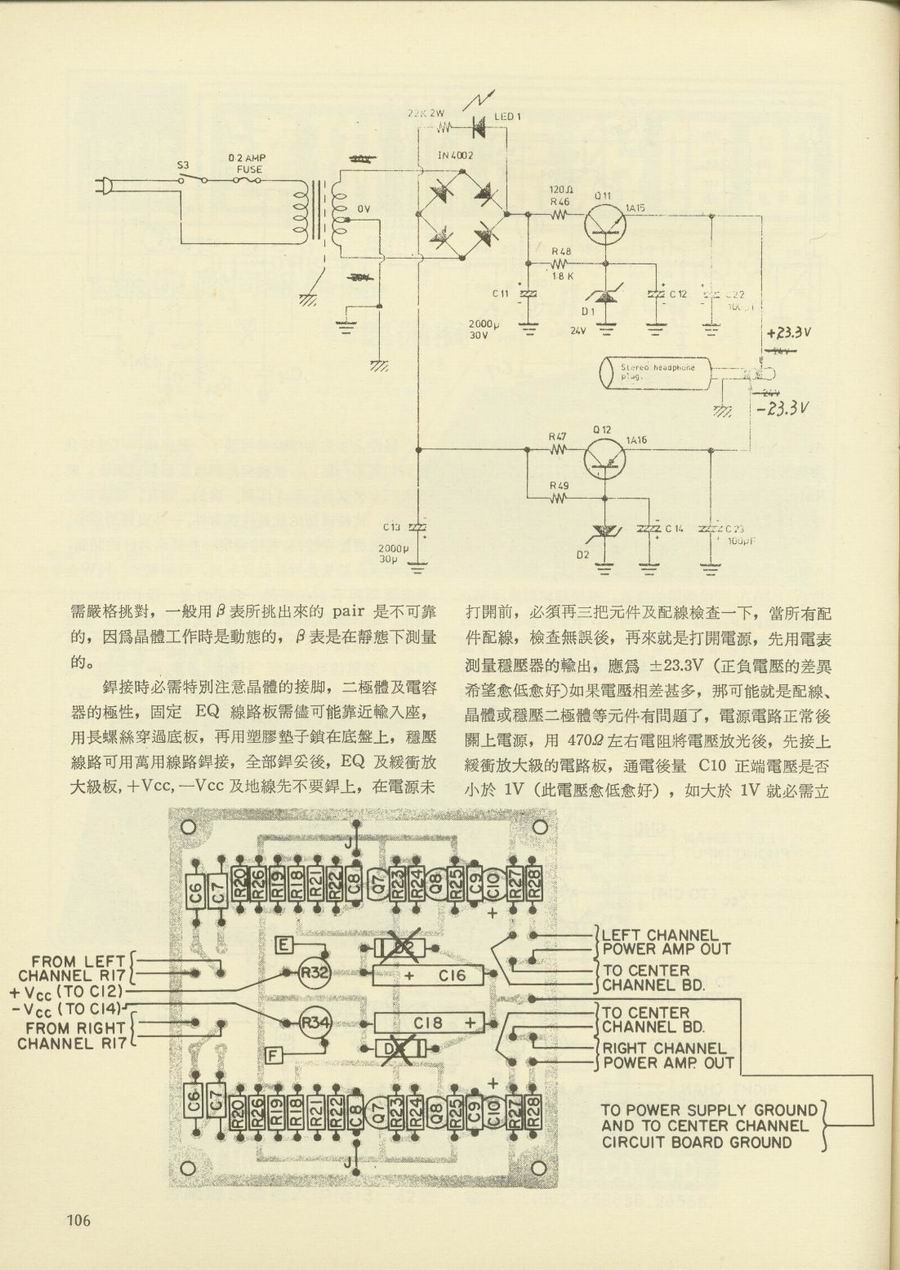 22K 2W
LED 1
IN4002
S3
0.2 AMP
FUSE
0V
120Ω
R46
Q11
1A15
R48
1.8 K
C11
2000μ
30V
D1
24V
C12
C22
+23.3V
24V
Stereo headphone
plug.
24V
-23.3V
R47
Q12
1A16
R49
C13
2000μ
30μ
D2
C14
C23
100μF
需嚴格挑對，一般用β表所挑出來的 pair 是不可靠
的，因爲晶體工作時是動態的，β表是在靜態下測量
的。
銲接時必需特別注意晶體的接脚，二極體及電容
器的極性，固定 EQ 線路板需儘可能靠近輸入座，
用長螺絲穿過底板，再用塑膠墊子鎖在底盤上，穩壓
線路可用萬用線路銲接，全部銲妥後，EQ 及緩衝放
大級板,＋Vcc,—Vcc 及地線先不要銲上，在電源未
打開前，必須再三把元件及配線檢查一下，當所有配
件配線，檢查無誤後，再來就是打開電源，先用電表
測量穩壓器的輸出，應爲 ±23.3V（正負電壓的差異
希望愈低愈好)如果電壓相差甚多，那可能就是配線、
晶體或穩壓二極體等元件有問題了，電源電路正常後
關上電源，用 470Ω左右電阻將電壓放光後，先接上
緩衝放大級的電路板，通電後量 C10 正端電壓是否
小於 1V（此電壓愈低愈好），如大於 1V 就必需立
J
C6
C7
R20
R26
R19
R18
R21
R22
C8
Q7
R23
R24
Q8
R25
C9
C10
R27
R28
+
E
D2
R32
+ C16
R34
C18 +
F
FROM LEFT
CHANNEL R17
+ Vcc (TO C12)
- Vcc (TO C14)
FROM RIGHT
CHANNEL R17
LEFT CHANNEL
POWER AMP OUT
TO CENTER
CHANNEL BD.
TO CENTER
CHANNEL BD.
RIGHT CHANNEL
POWER AMP. OUT
+
C6
C7
R20
R26
R19
R18
R21
R22
C8
Q7
R23
R24
Q8
R25
C9
C10
R27
R28
J
TO POWER SUPPLY GROUND
AND TO CENTER CHANNEL
CIRCUIT BOARD GROUND
106